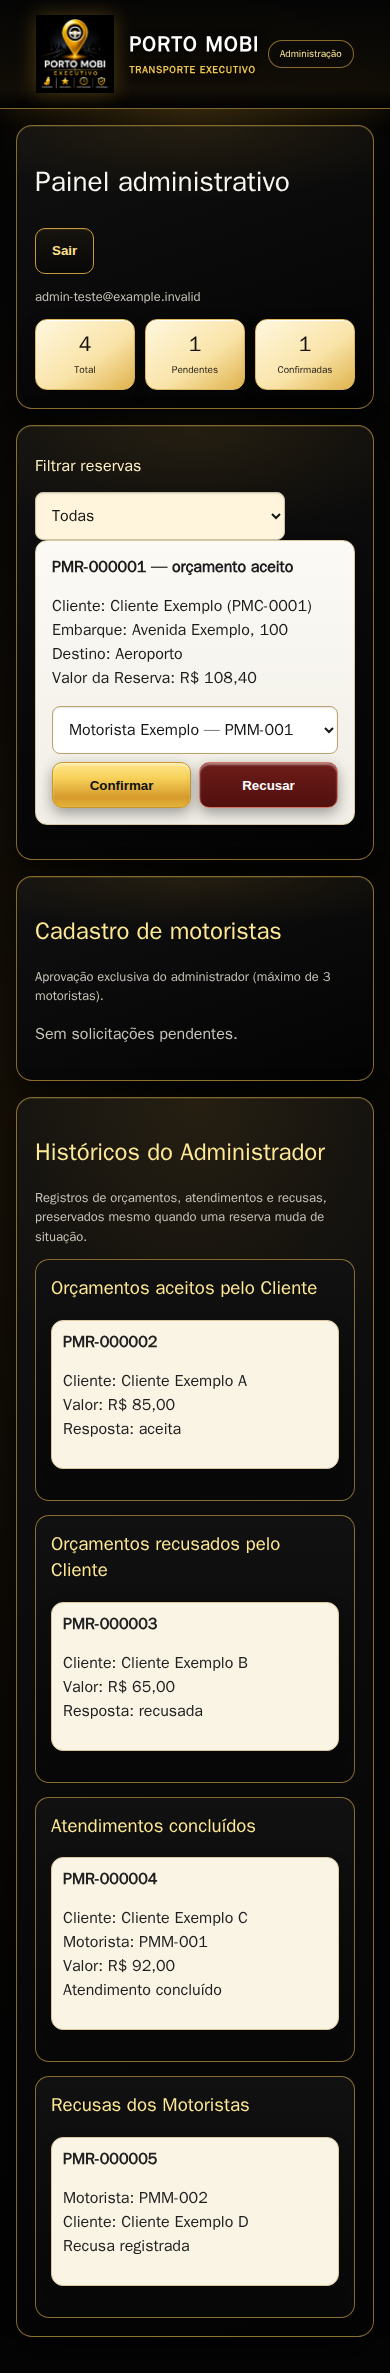 PORTO MOBI
EXECUTIVO
PORTO MOBI
TRANSPORTE EXECUTIVO
Administração
Painel administrativo
Sair
admin-teste@example.invalid
4
Total
1
Pendentes
1
Confirmadas
Filtrar reservas
Todas
PMR-000001 — orçamento aceito
Cliente: Cliente Exemplo (PMC-0001)
Embarque: Avenida Exemplo, 100
Destino: Aeroporto
Valor da Reserva: R$ 108,40
Motorista Exemplo — PMM-001
Confirmar
Recusar
Cadastro de motoristas
Aprovação exclusiva do administrador (máximo de 3
motoristas).
Sem solicitações pendentes.
Históricos do Administrador
Registros de orçamentos, atendimentos e recusas,
preservados mesmo quando uma reserva muda de
situação.
Orçamentos aceitos pelo Cliente
PMR-000002
Cliente: Cliente Exemplo A
Valor: R$ 85,00
Resposta: aceita
Orçamentos recusados pelo
Cliente
PMR-000003
Cliente: Cliente Exemplo B
Valor: R$ 65,00
Resposta: recusada
Atendimentos concluídos
PMR-000004
Cliente: Cliente Exemplo C
Motorista: PMM-001
Valor: R$ 92,00
Atendimento concluído
Recusas dos Motoristas
PMR-000005
Motorista: PMM-002
Cliente: Cliente Exemplo D
Recusa registrada